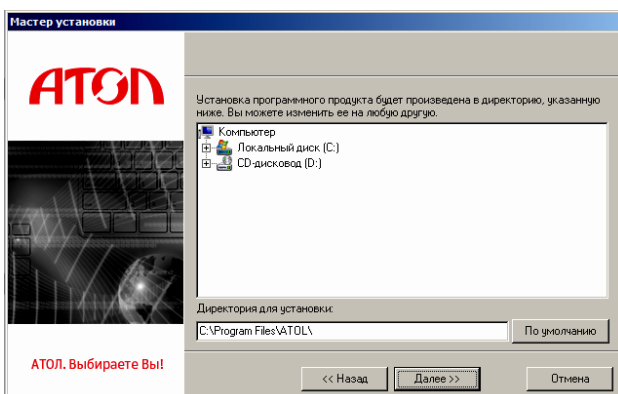 Мастер установки
АТОЛ
Установка программного продукта будет произведена в директорию, указанную
ниже. Вы можете изменить ее на любую другую.
Компьютер
Локальный диск (C:)
CD-дисковод (D:)
Директория для установки:
C:\Program Files\ATOL\
По умолчанию
АТОЛ. Выбираете Вы!
<< Назад
Далее >>
Отмена